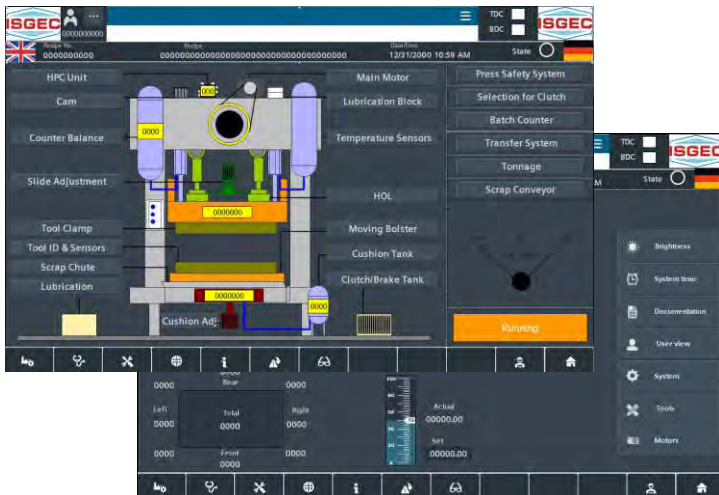 ISGEC
0000000000
TDC
BDC
ISGEC
Recipe No.
0000000000
Recipe
Date/Time
12/31/2000 10:59 AM
State
HPC Unit
Cam
Counter Balance
Slide Adjustment
Tool Clamp
Tool ID & Sensors
Scrap Chute
Lubrication
000
0000
0000000
0000000
0000
Cushion Adj
Main Motor
Lubrication Block
Temperature Sensors
HOL
Moving Bolster
Cushion Tank
Clutch/Brake Tank
Press Safety System
Selection for Clutch
Batch Counter
Transfer System
Tonnage
Scrap Conveyor
Running
TDC
BDC
ISGEC
M
State
Brightness
System time
Documentation
User view
System
Tools
Motors
0000
Rear
0000
Left
0000
Total
0000
Right
0000
0000
Front
0000
0000
Actual
00000.00
Set
00000.00